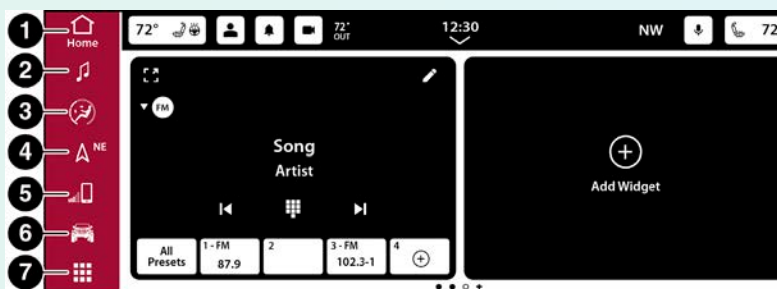 1
Home
2
3
4
NE
5
6
7
72°
72°
OUT
12:30
NW
72
FM
Song
Artist
All
Presets
1 - FM
87.9
2
3 - FM
102.3-1
4
Add Widget